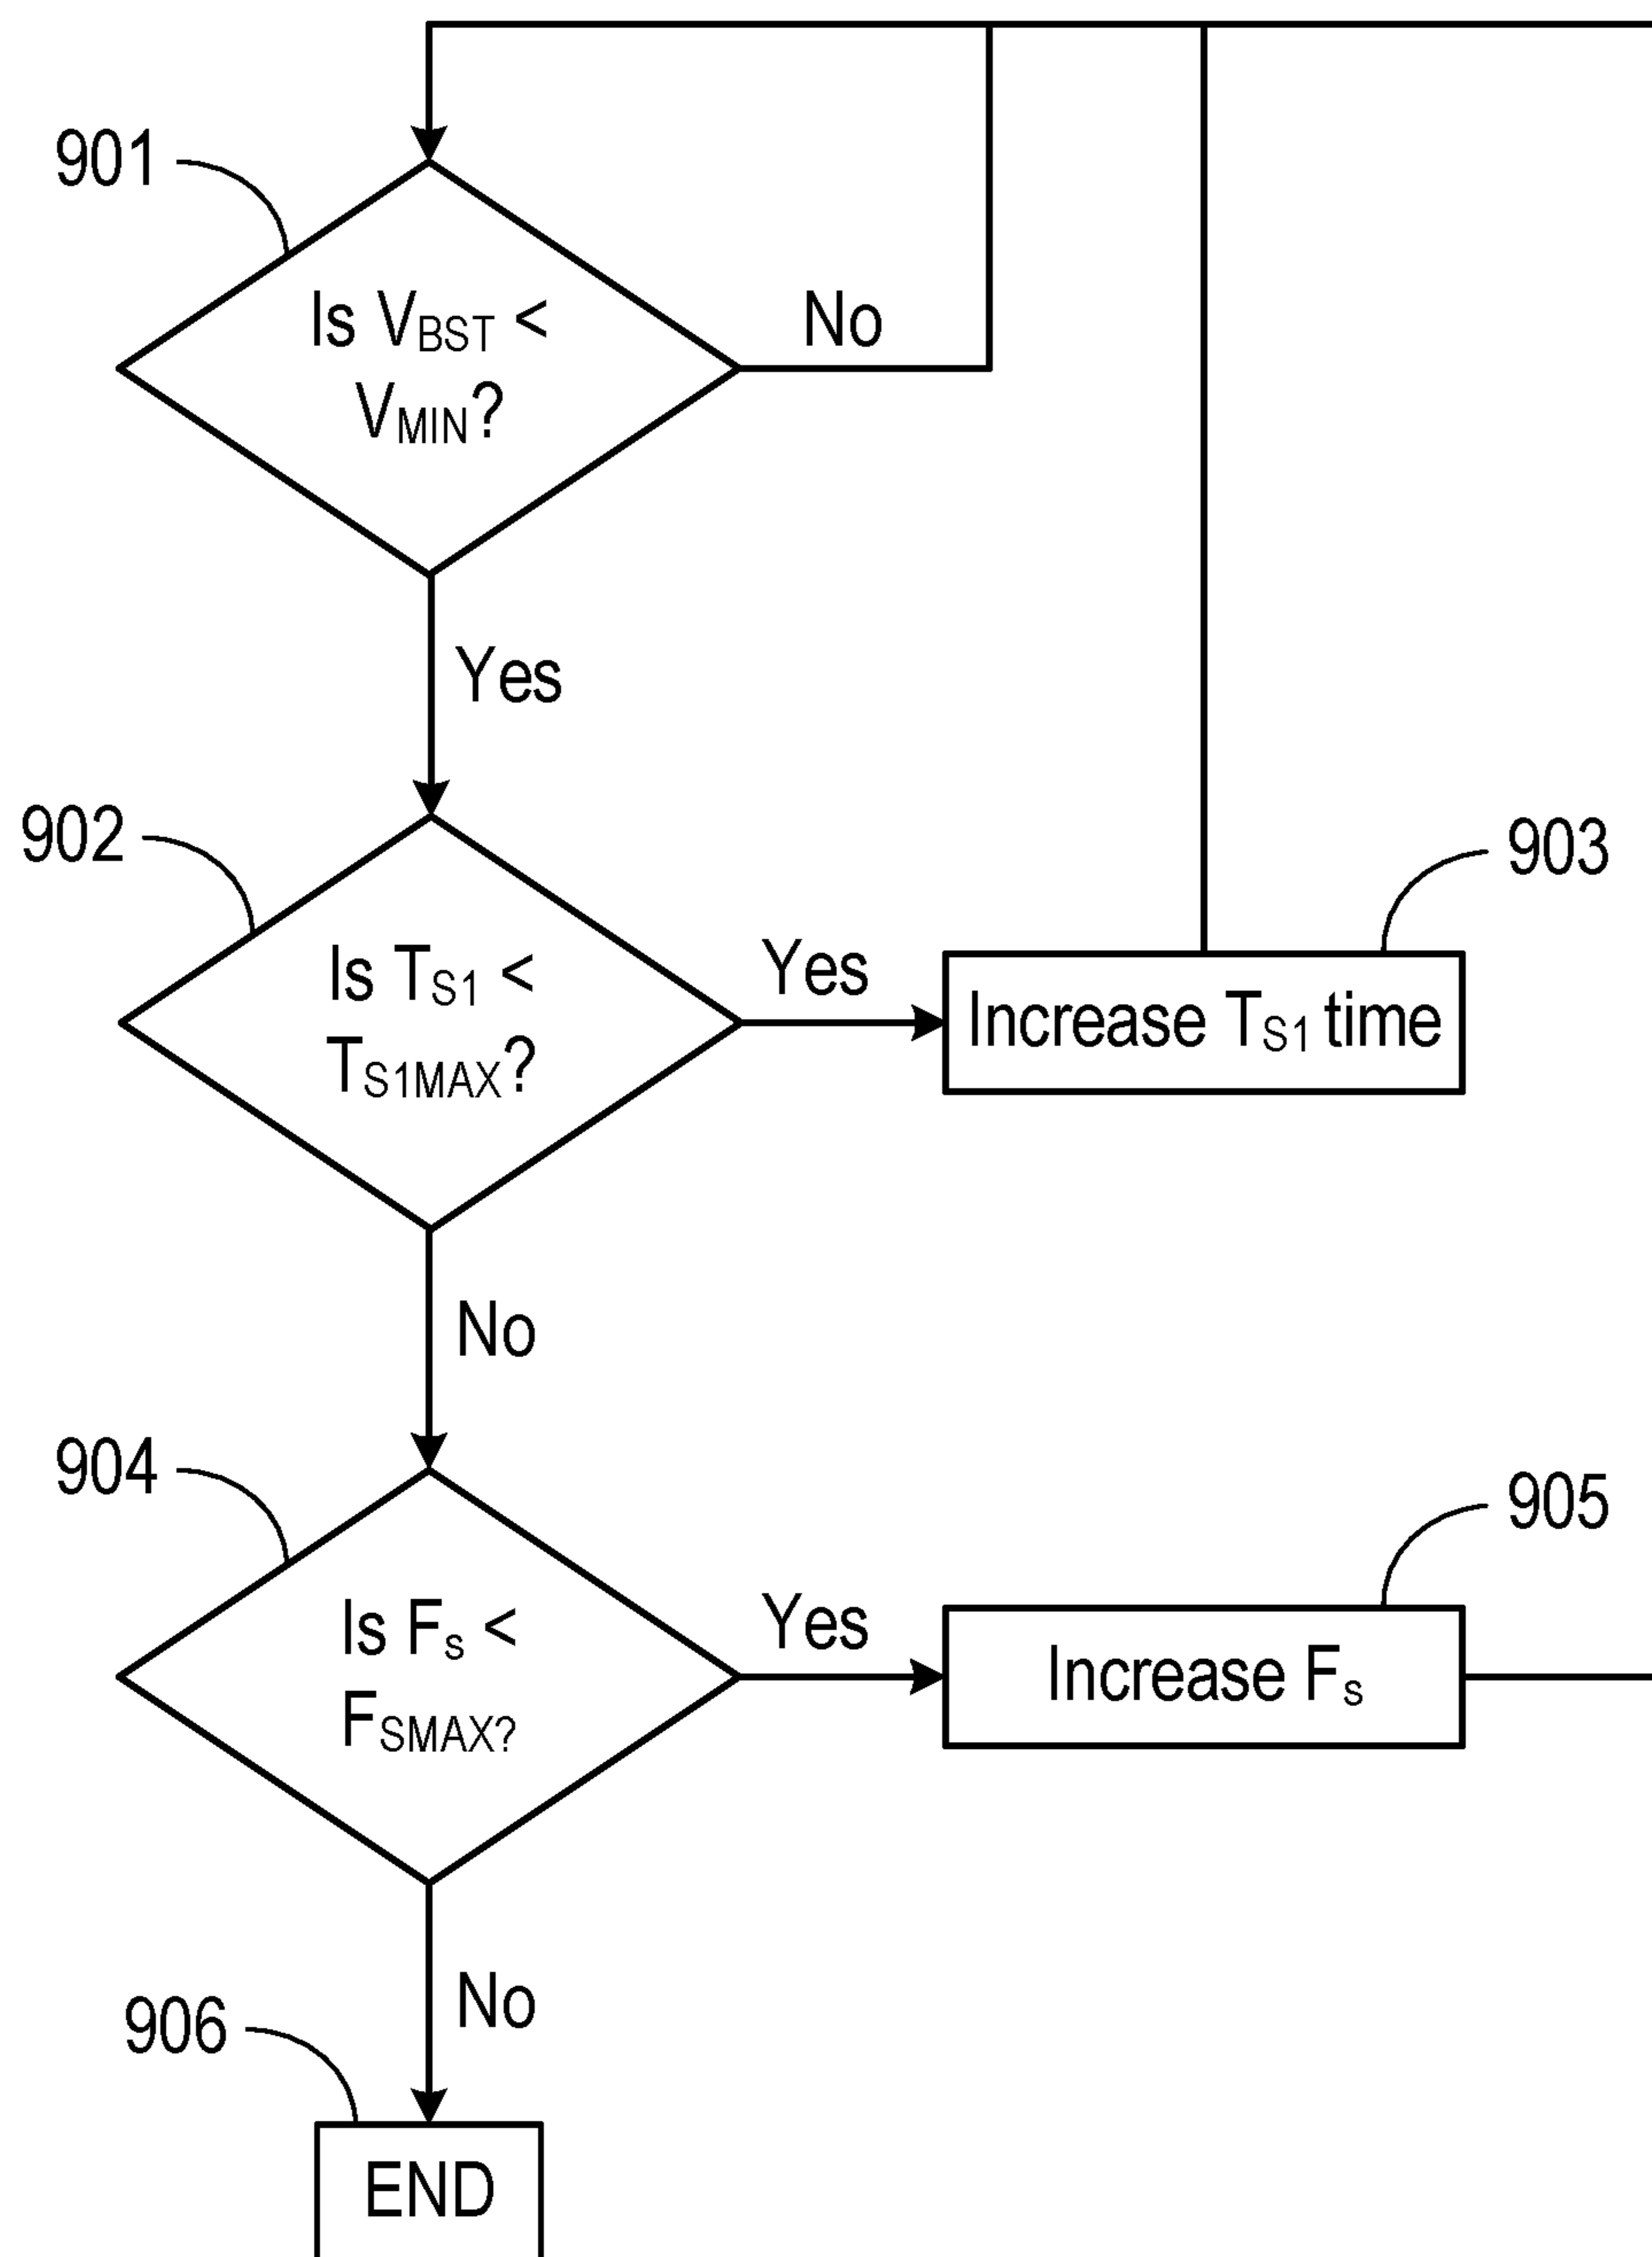 901
Is VBST <
VMIN?
No
Yes
902
Is TS1 <
TS1MAX?
Yes
903
Increase TS1 time
No
904
Is Fs <
FSMAX?
Yes
905
Increase Fs
No
906
END